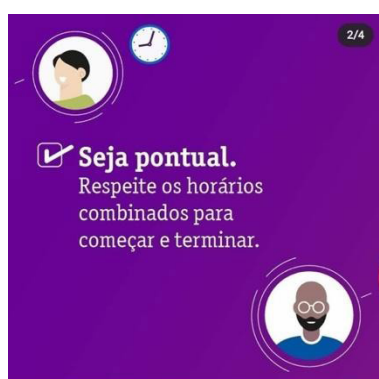 2/4
Seja pontual.
Respeite os horários
combinados para
começar e terminar.